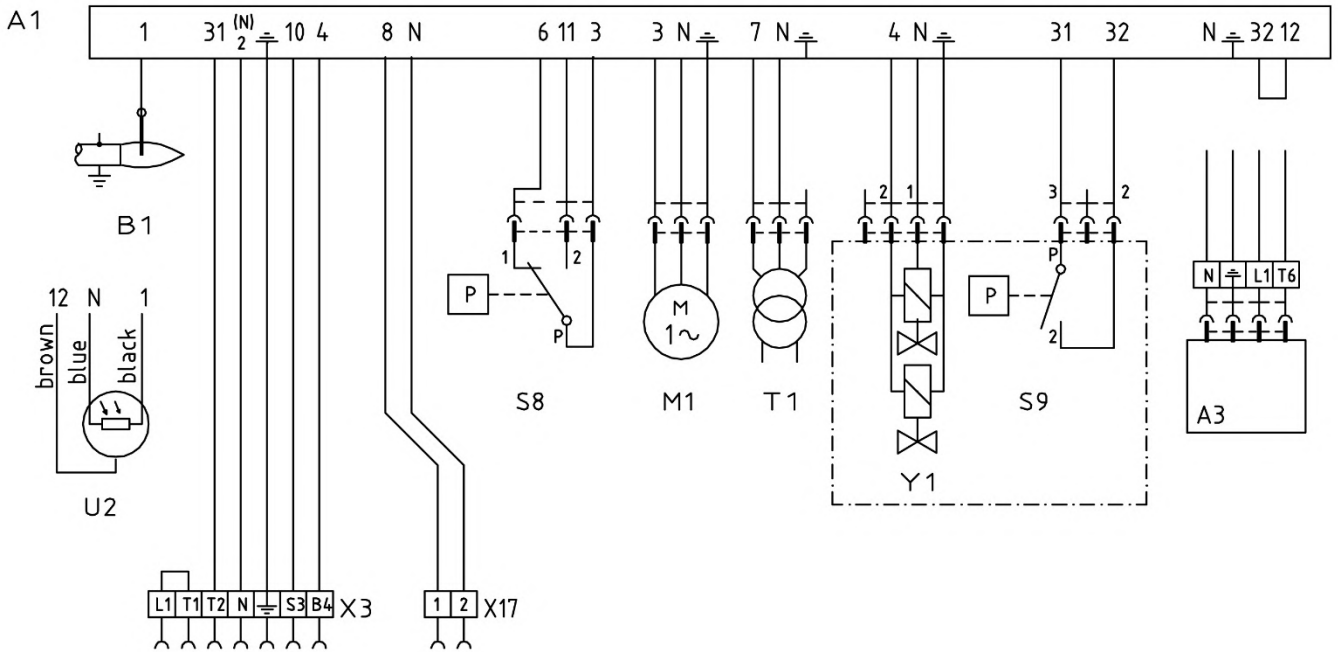 A1
1 31 (N) 2 10 4 8 N 6 11 3 3 N 7 N 4 N 31 32 N 32 12
B1
2 1 3 2
1 2 P
P P M 1~
P 2
N L1 T6
12 N 1
brown blue black
S8 M1 T1 S9 A3
Y1
U2
L1 T1 T2 N S3 B4 X3 1 2 X17